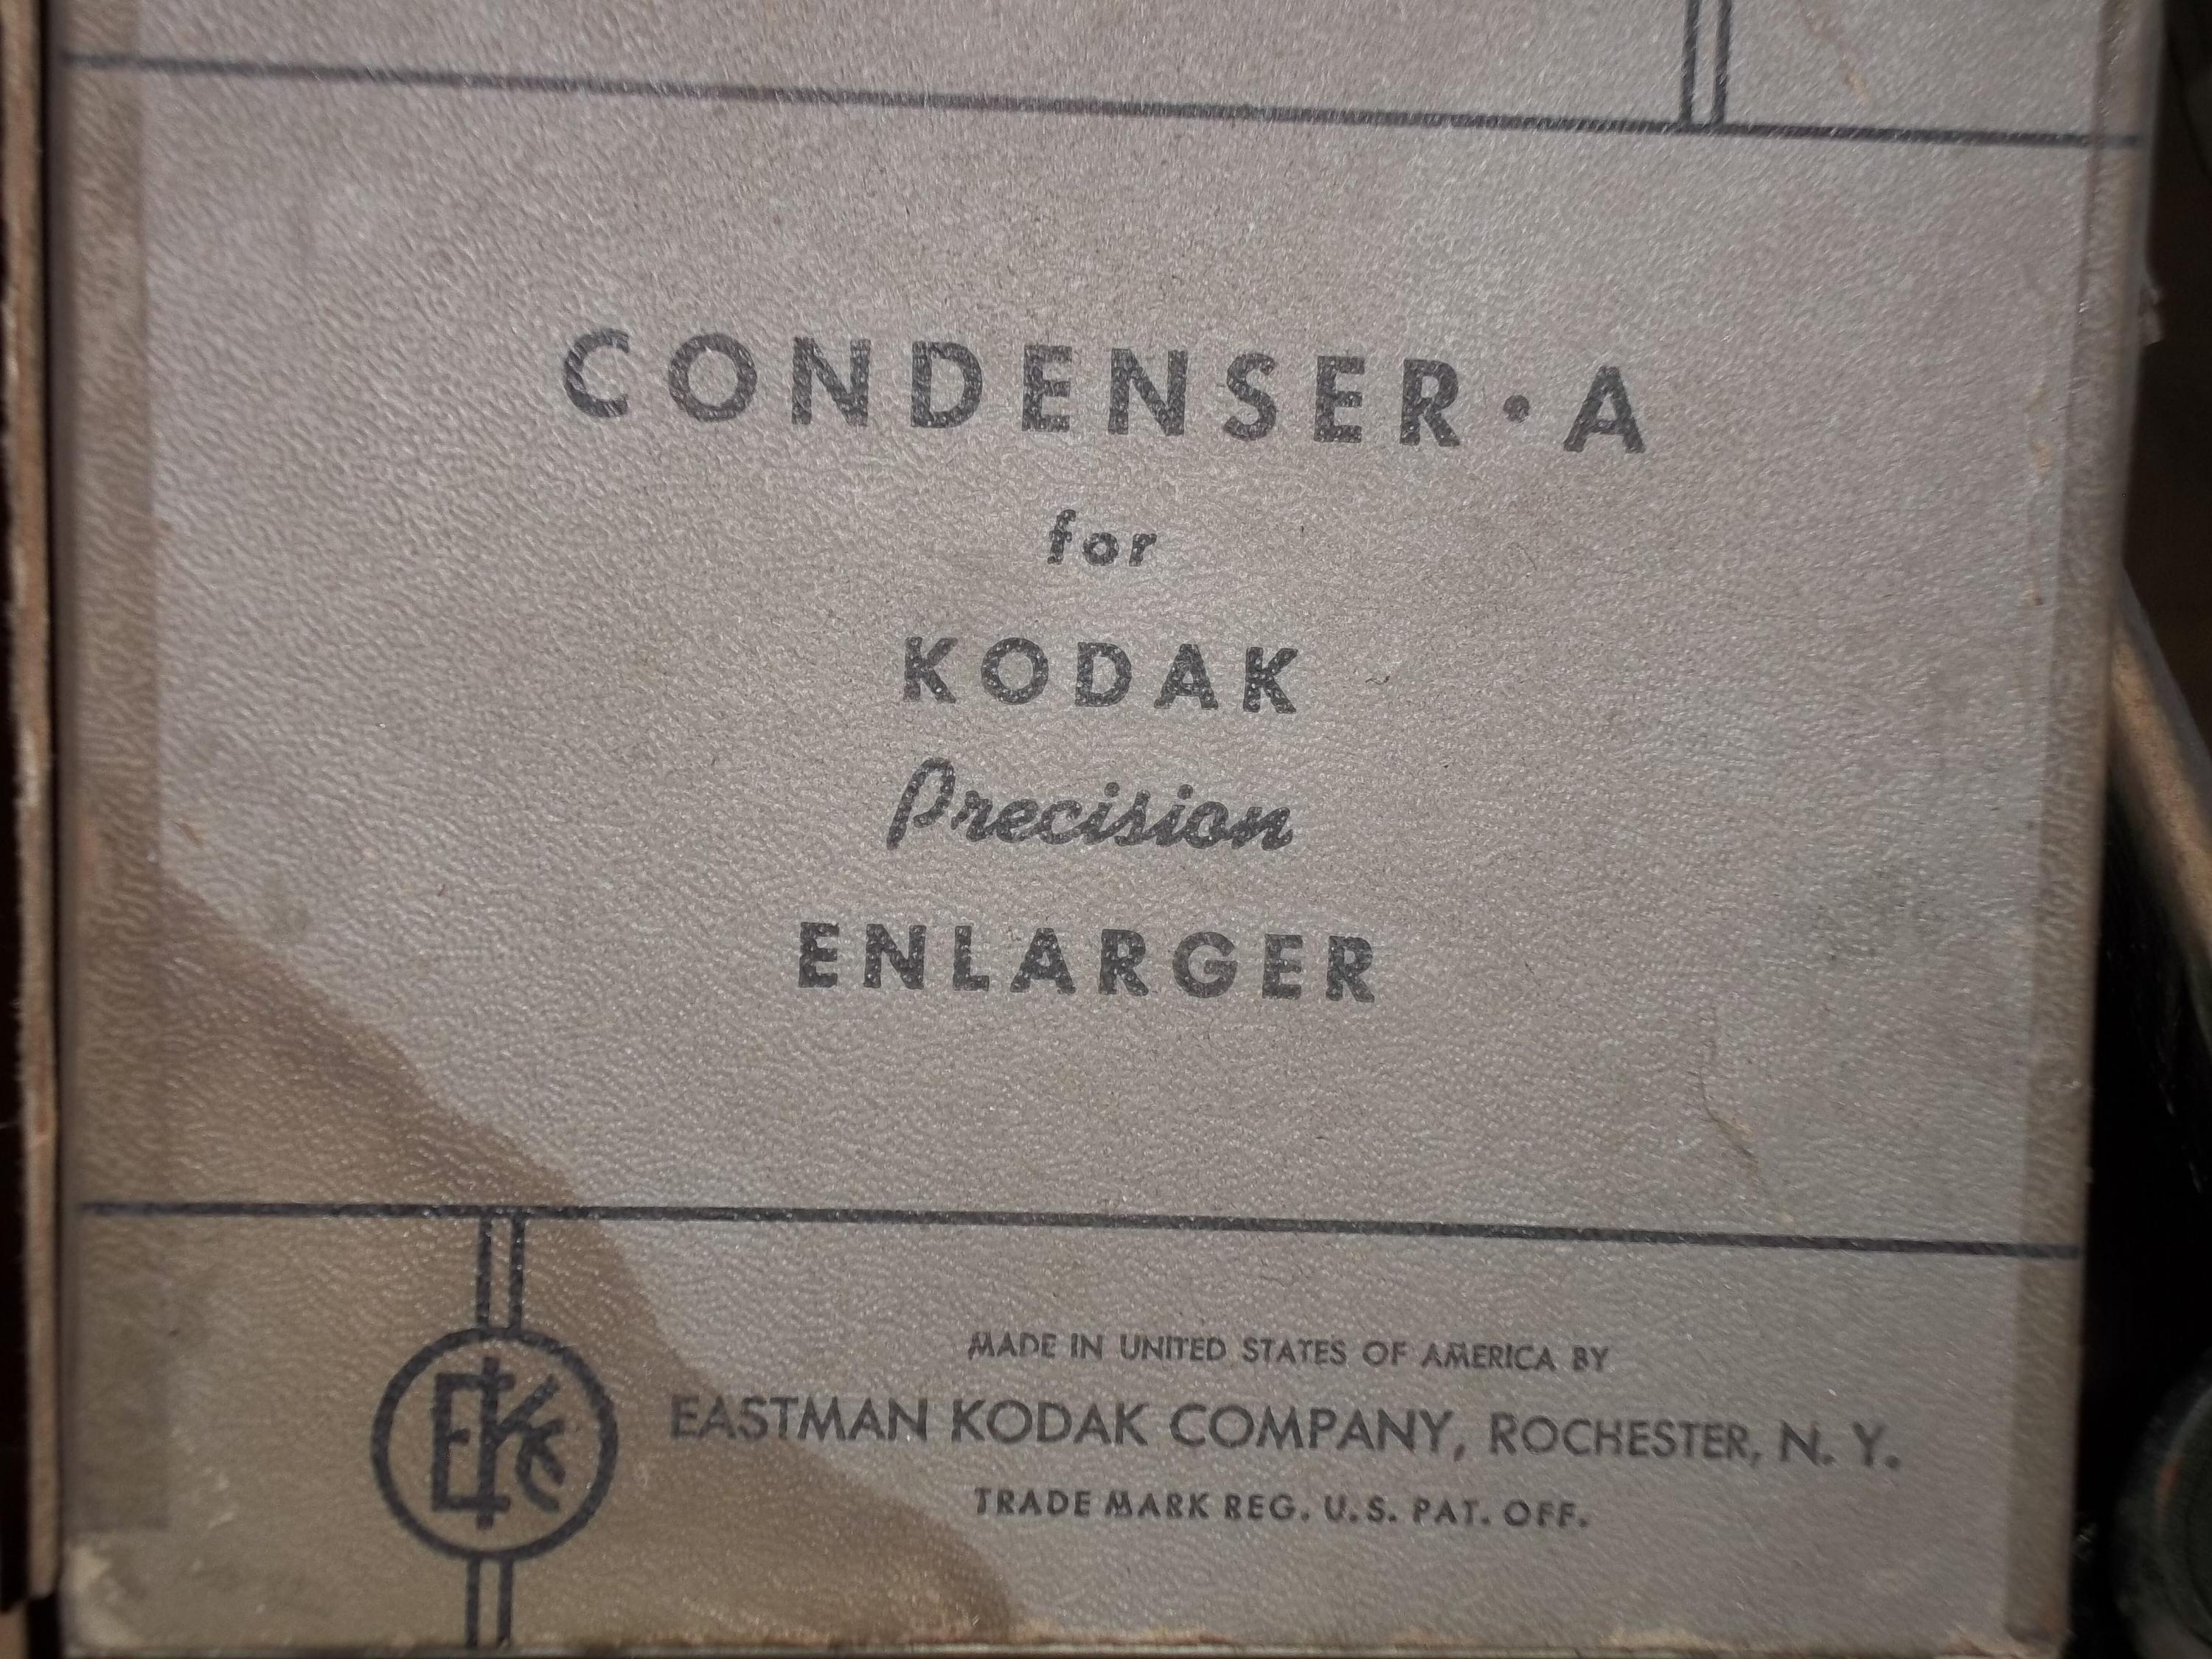 CONDENSER • A
for
KODAK
Precision
ENLARGER
MADE IN UNITED STATES OF AMERICA BY
EKC
EASTMAN KODAK COMPANY, ROCHESTER, N. Y.
TRADE MARK REG. U.S. PAT. OFF.